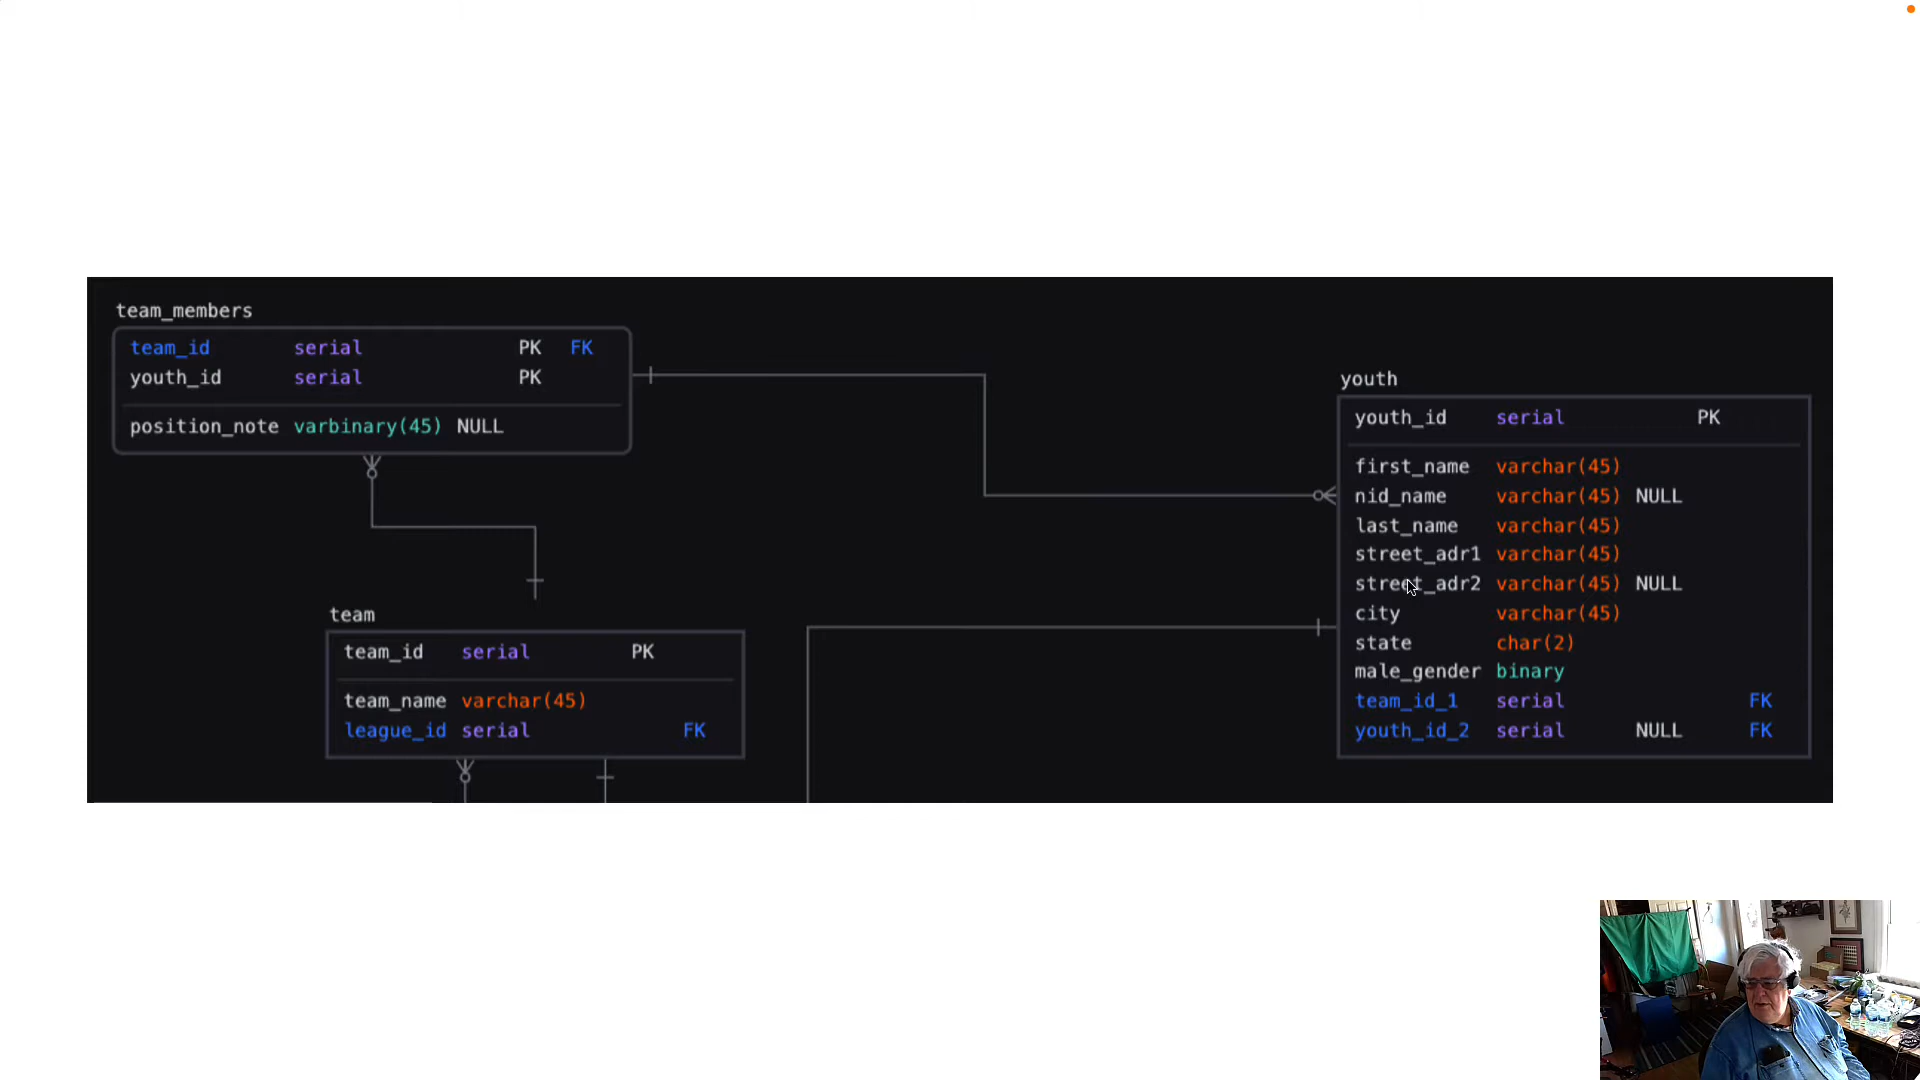 team_members
team_id serial PK FK
youth_id serial PK
position_note varbinary(45) NULL
youth
youth_id serial PK
first_name varchar(45)
nid_name varchar(45) NULL
last_name varchar(45)
street_adr1 varchar(45)
street_adr2 varchar(45) NULL
city varchar(45)
state char(2)
male_gender binary
team_id_1 serial FK
youth_id_2 serial NULL FK
team
team_id serial PK
team_name varchar(45)
league_id serial FK